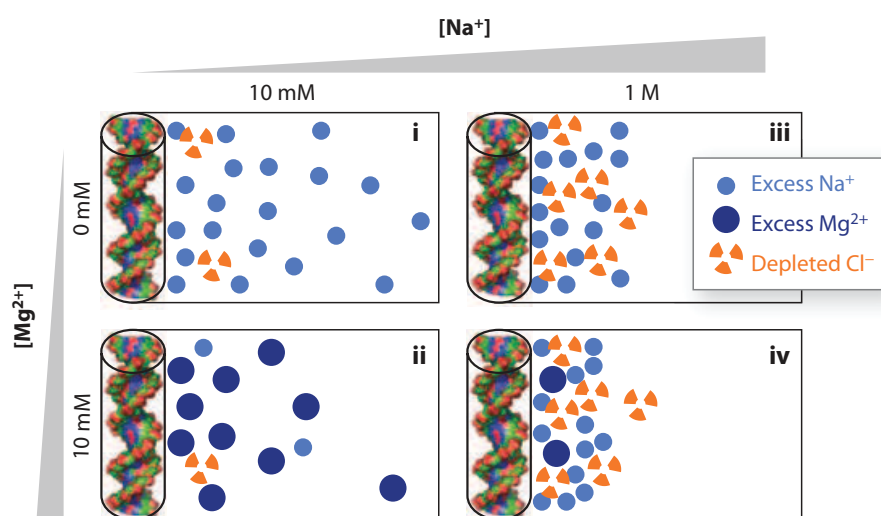 [Na⁺]
10 mM
1 M
[Mg²⁺]
0 mM
10 mM
i
iii
ii
iv
Excess Na⁺
Excess Mg²⁺
Depleted Cl⁻